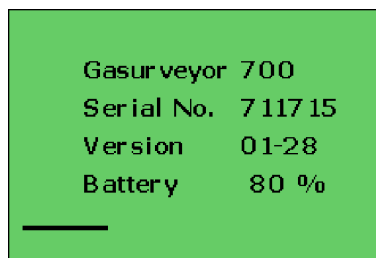 Gasurveyor 700
Serial No. 711715
Version 01-28
Battery 80 %